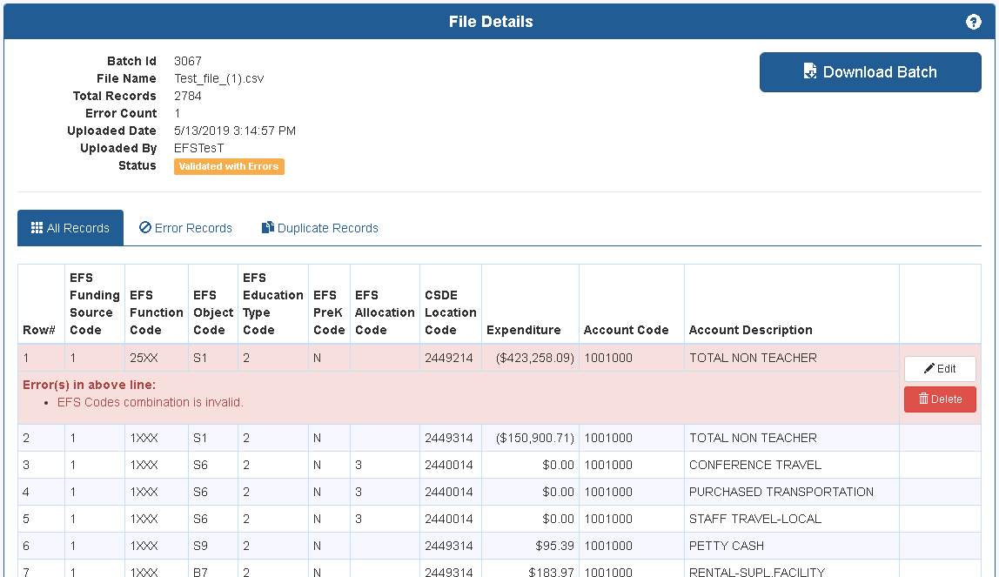 File Details
Batch Id 3067
File Name Test_file_(1).csv
Total Records 2784
Error Count 1
Uploaded Date 5/13/2019 3:14:57 PM
Uploaded By EFSTesT
Status Validated with Errors
Download Batch
All Records Error Records Duplicate Records
Row# EFS Funding Source Code EFS Function Code EFS Object Code EFS Education Type Code EFS PreK Code EFS Allocation Code CSDE Location Code Expenditure Account Code Account Description
1 1 25XX S1 2 N 2449214 ($423,258.09) 1001000 TOTAL NON TEACHER
Edit
Error(s) in above line:
• EFS Codes combination is invalid.
Delete
2 1 1XXX S1 2 N 2449314 ($150,900.71) 1001000 TOTAL NON TEACHER
3 1 1XXX S6 2 N 3 2440014 $0.00 1001000 CONFERENCE TRAVEL
4 1 1XXX S6 2 N 3 2440014 $0.00 1001000 PURCHASED TRANSPORTATION
5 1 1XXX S6 2 N 3 2440014 $0.00 1001000 STAFF TRAVEL-LOCAL
6 1 1XXX S9 2 N 2449314 $95.39 1001000 PETTY CASH
7 1 1XXX B7 2 N 2449314 $183.97 1001000 RENTAL-SUPL.FACILITY